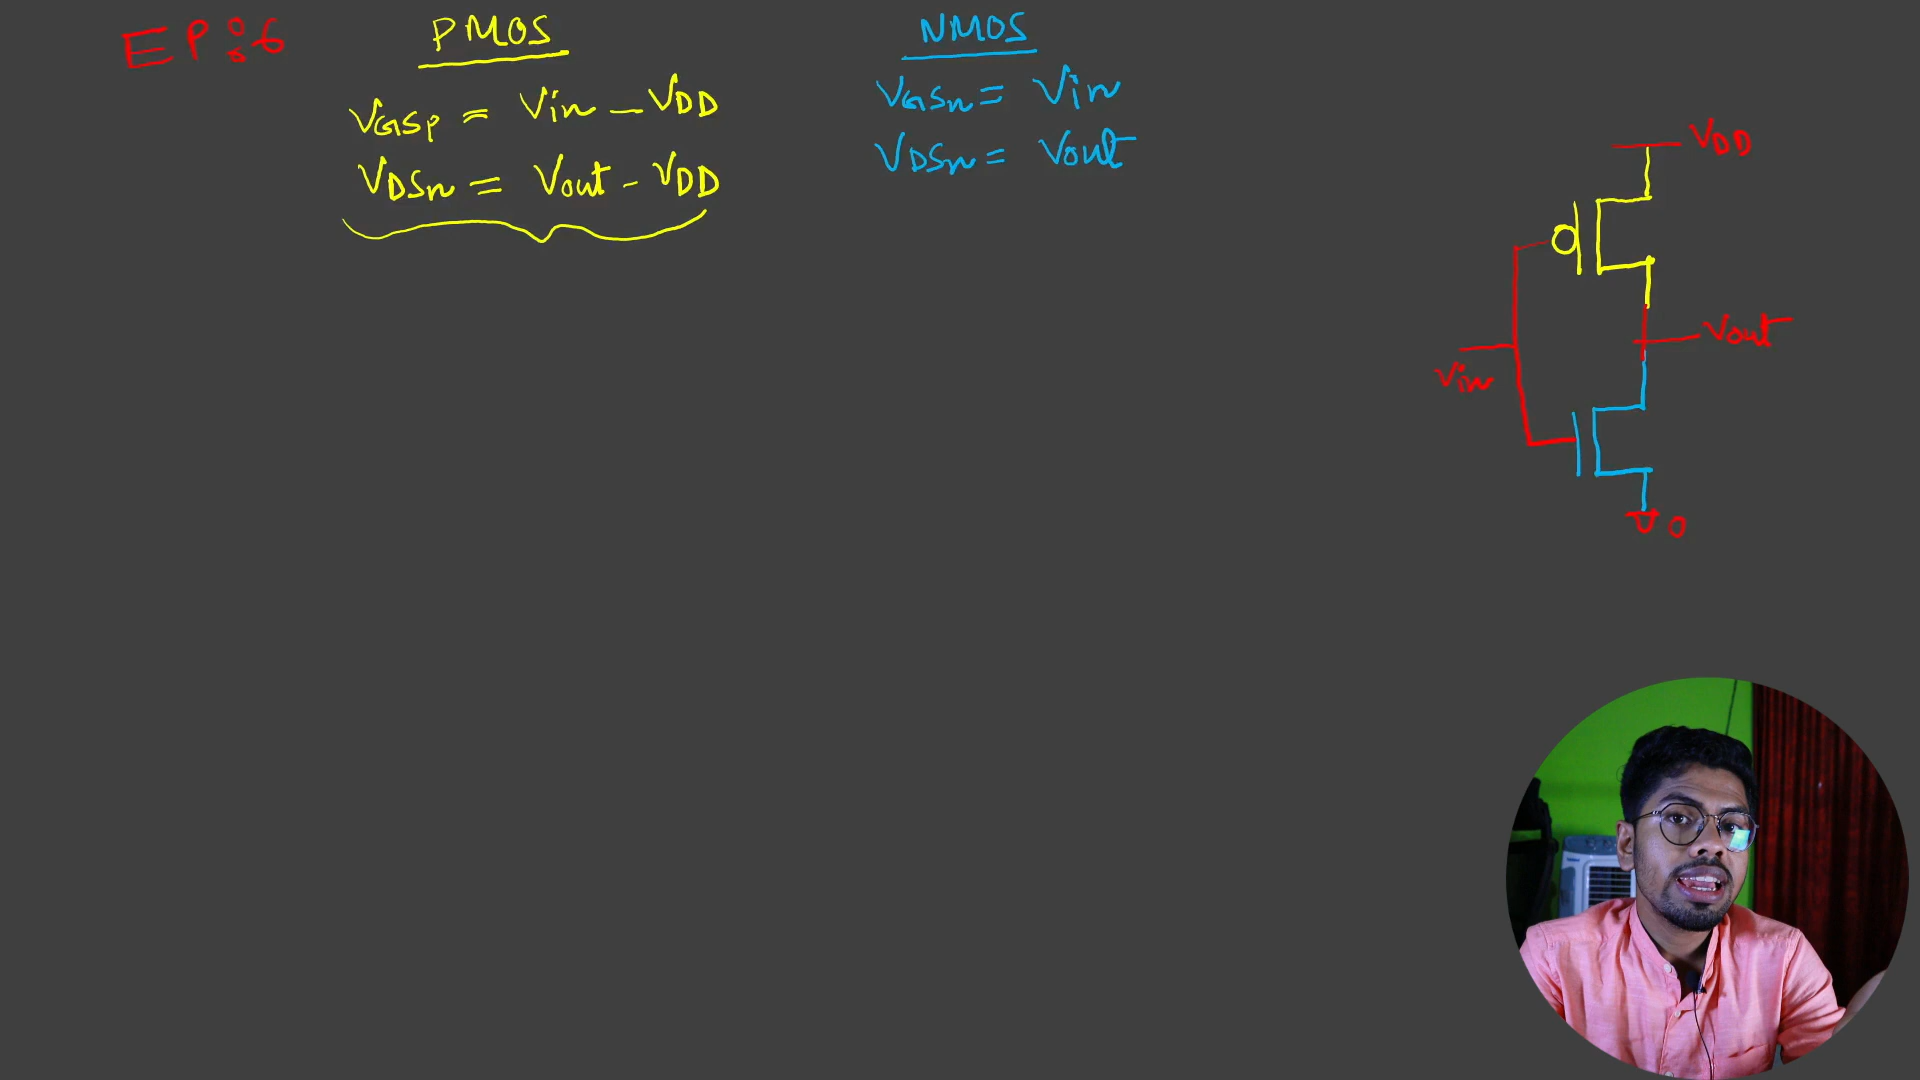 EP:6
PMOS
VGSp = Vin - VDD
VDSn = Vout - VDD
NMOS
VGSn = Vin
VDSn = Vout
VDD
Vout
Vin
0